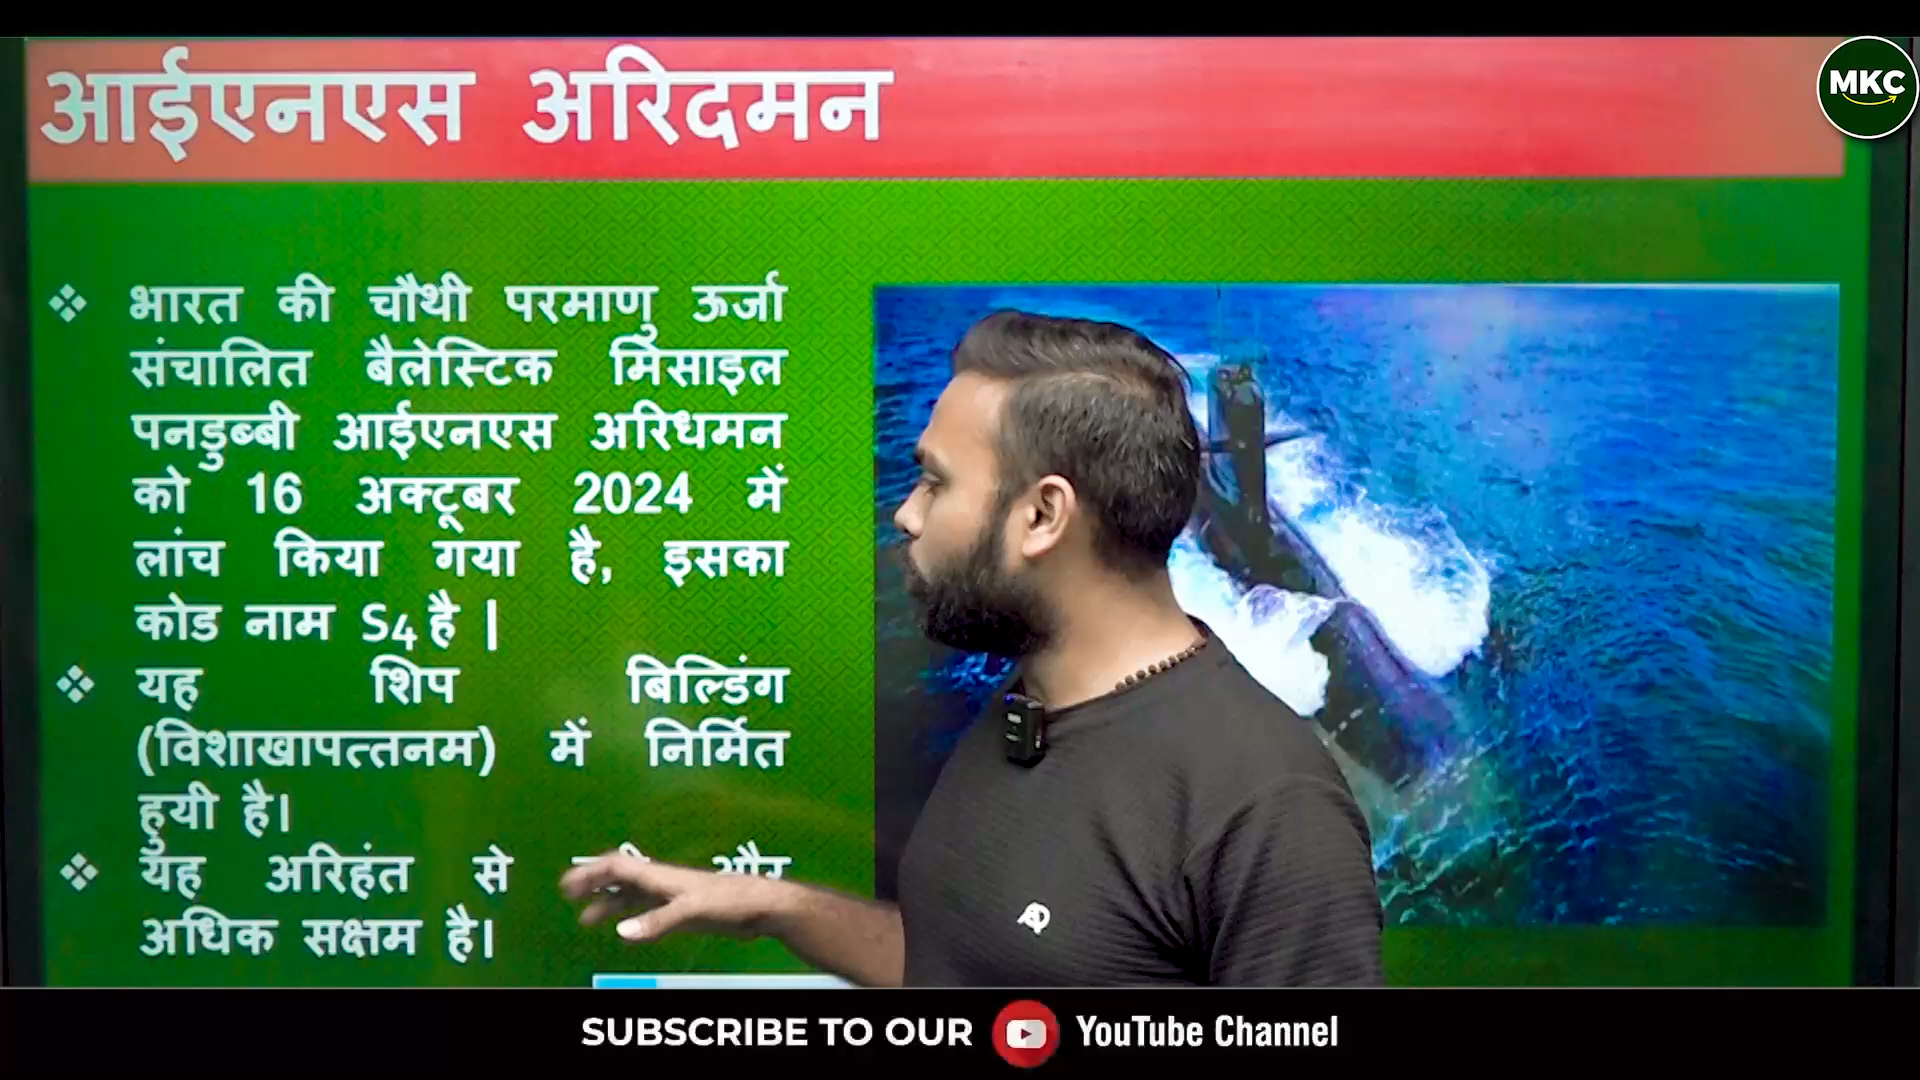 आईएनएस अरिदमन
MKC
भारत की चौथी परमाणु ऊर्जा
संचालित बैलेस्टिक मिसाइल
पनडुब्बी आईएनएस अरिधमन
को 16 अक्टूबर 2024 में
लांच किया गया है, इसका
कोड नाम S4 है |
यह शिप बिल्डिंग
(विशाखापत्तनम) में निर्मित
हुयी है।
यह अरिहंत से और
अधिक सक्षम है।
SUBSCRIBE TO OUR YouTube Channel